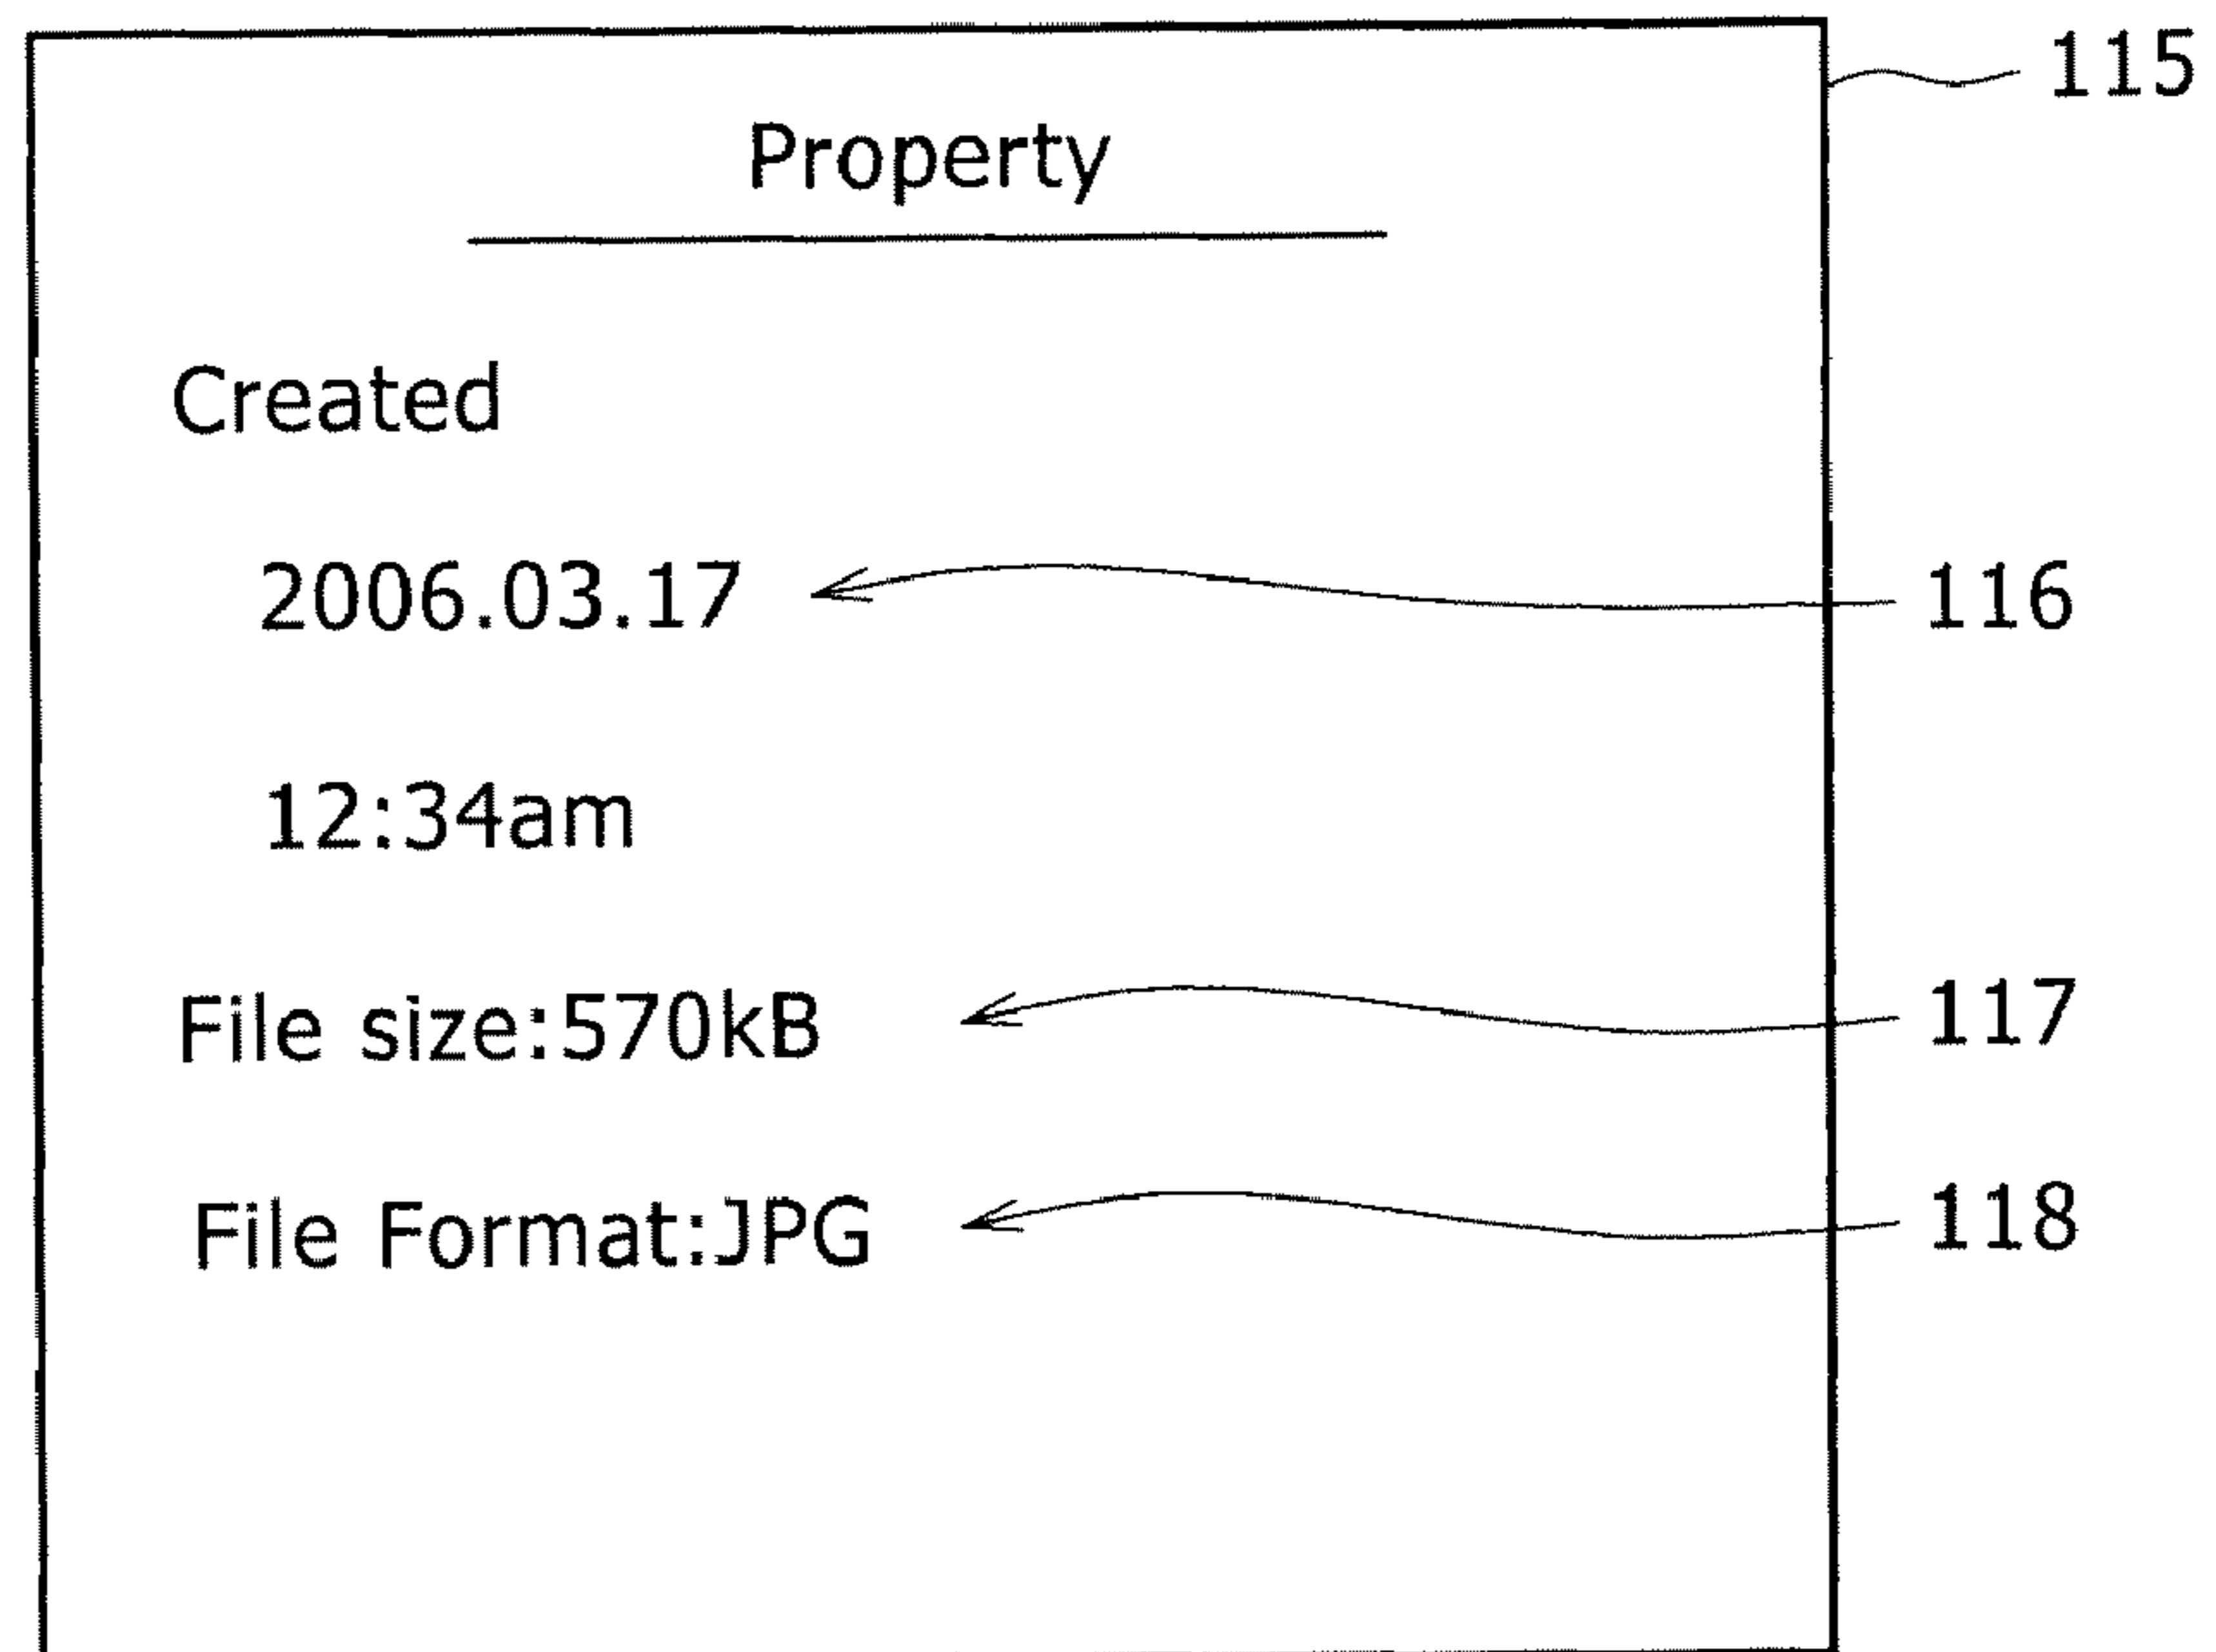 115
Property
Created
2006.03.17 116
12:34am
File size:570kB 117
File Format:JPG 118